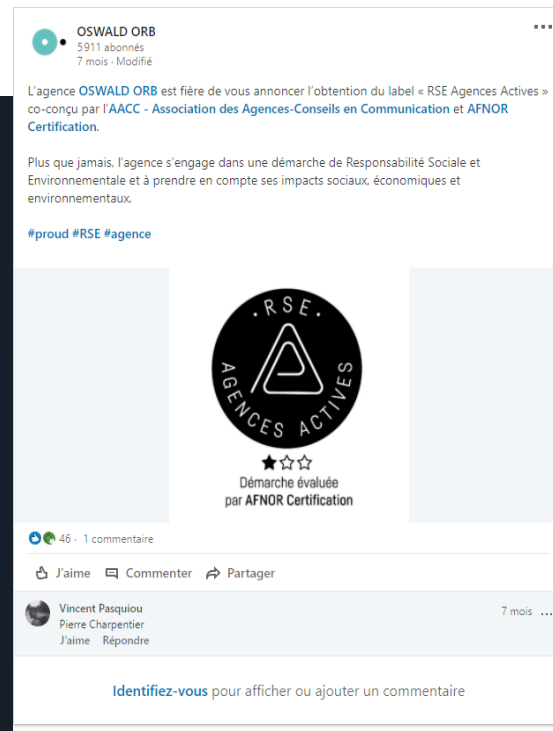 OSWALD ORB
5 911 abonnés
7 mois · Modifié
L'agence OSWALD ORB est fière de vous annoncer l'obtention du label « RSE Agences Actives »
co-conçu par l'AACC - Association des Agences-Conseils en Communication et AFNOR
Certification.
Plus que jamais, l'agence s'engage dans une démarche de Responsabilité Sociale et
Environnementale et à prendre en compte ses impacts sociaux, économiques et
environnementaux.
#proud #RSE #agence
· RSE ·
AGENCES ACTIVES
Démarche évaluée
par AFNOR Certification
46 · 1 commentaire
J'aime Commenter Partager
Vincent Pasquiou 7 mois ...
Pierre Charpentier
J'aime Répondre
Identifiez-vous pour afficher ou ajouter un commentaire